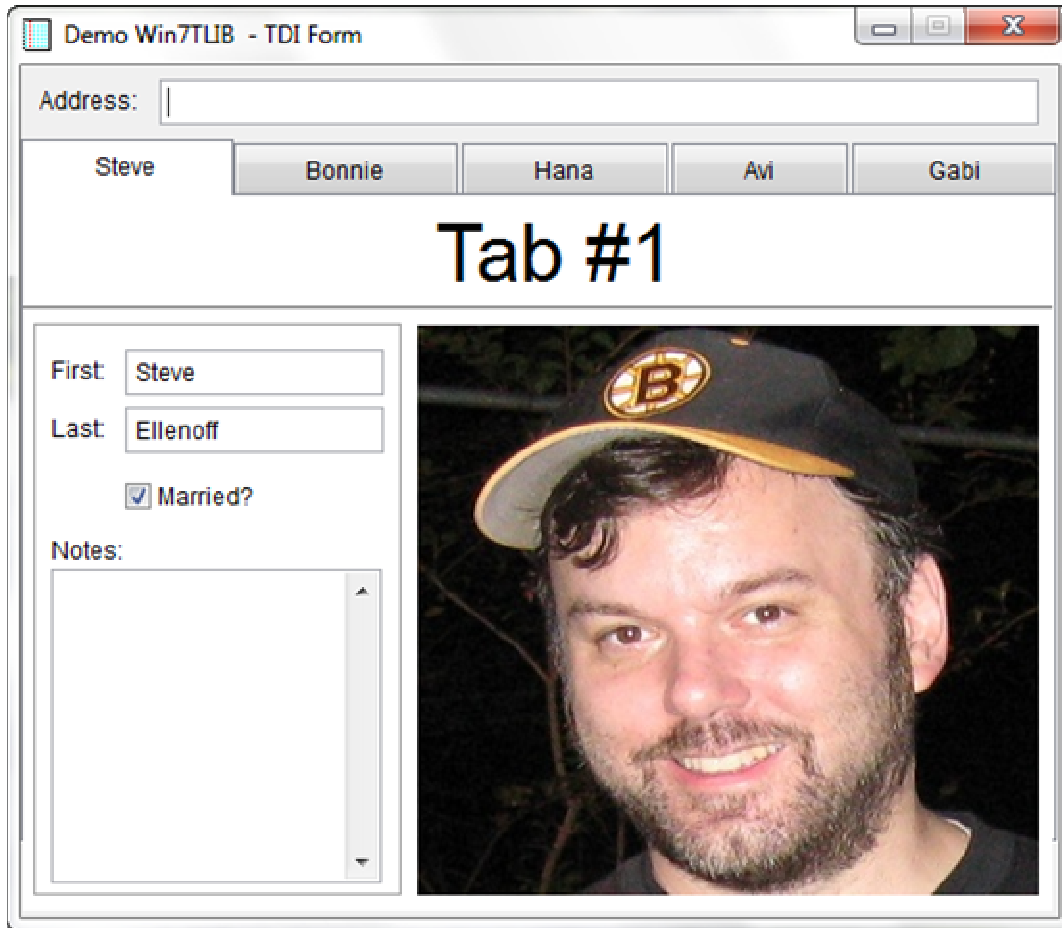 Demo Win7TLIB - TDI Form
Address:
Steve Bonnie Hana Avi Gabi
Tab #1
First: Steve
Last: Ellenoff
Married?
Notes:
B